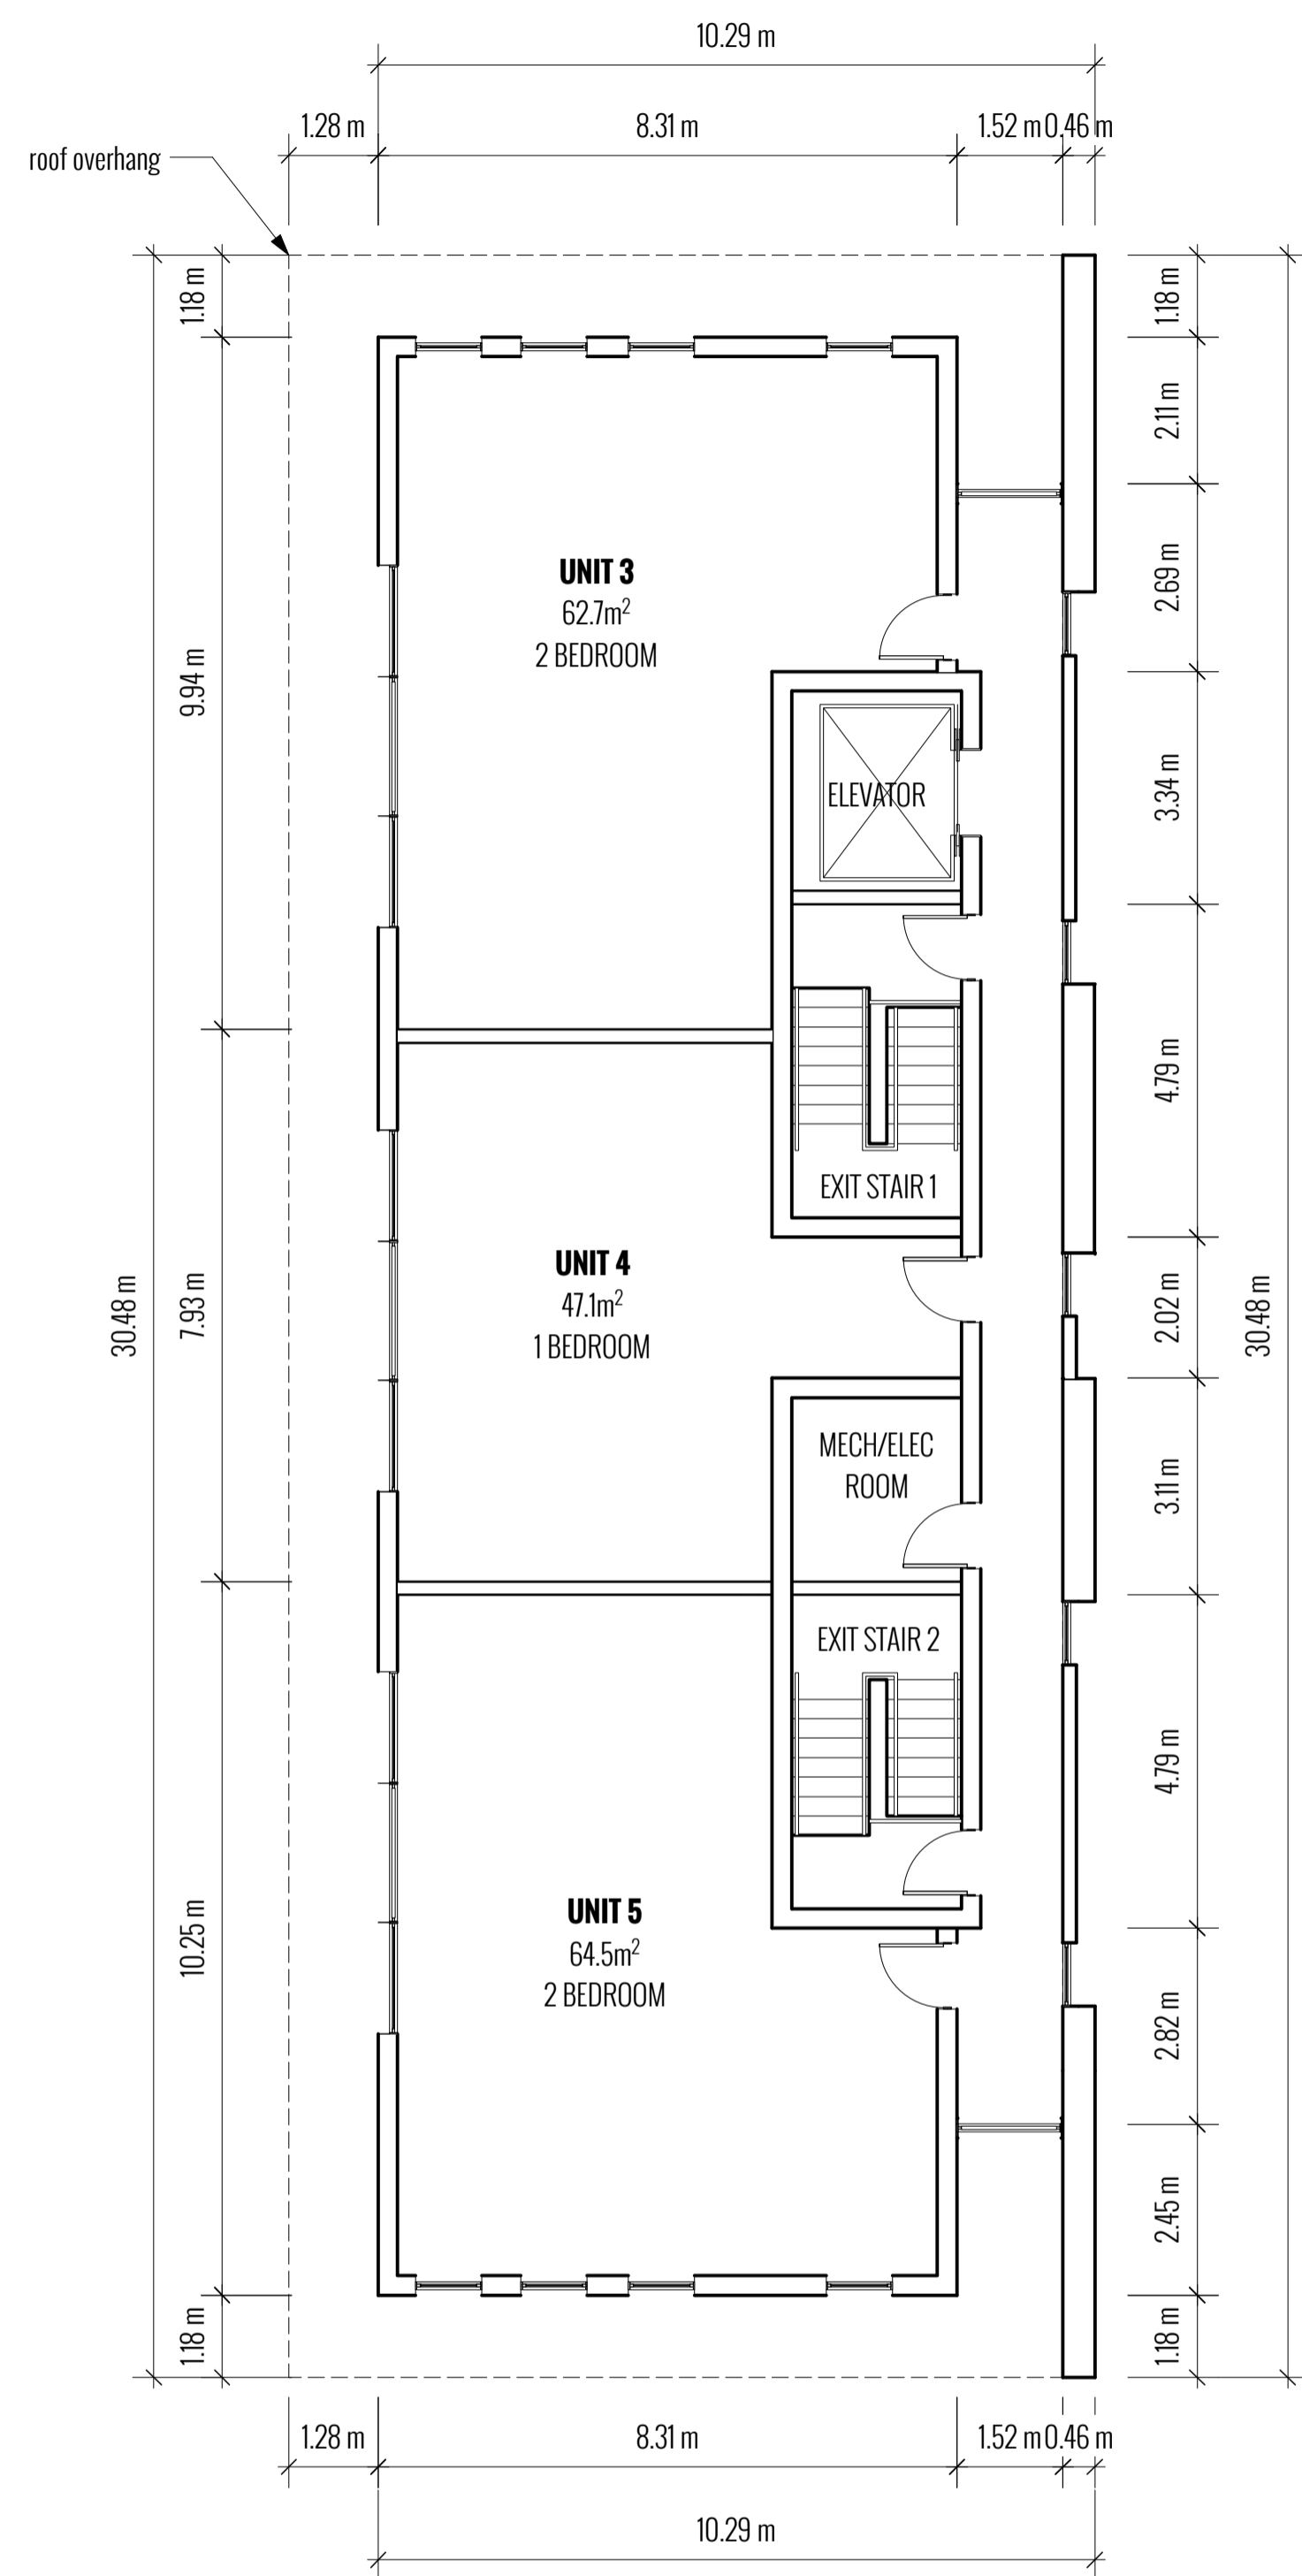 10.29 m
1.28 m
8.31 m
1.52 m
0.46 m
roof overhang
1.18 m
1.18 m
2.11 m
UNIT 3
62.7m²
2 BEDROOM
2.69 m
9.94 m
ELEVATOR
3.34 m
4.79 m
EXIT STAIR 1
UNIT 4
47.1m²
1 BEDROOM
30.48 m
7.93 m
2.02 m
30.48 m
MECH/ELEC
ROOM
3.11 m
EXIT STAIR 2
4.79 m
UNIT 5
64.5m²
2 BEDROOM
10.25 m
2.82 m
2.45 m
1.18 m
1.18 m
1.28 m
8.31 m
1.52 m
0.46 m
10.29 m